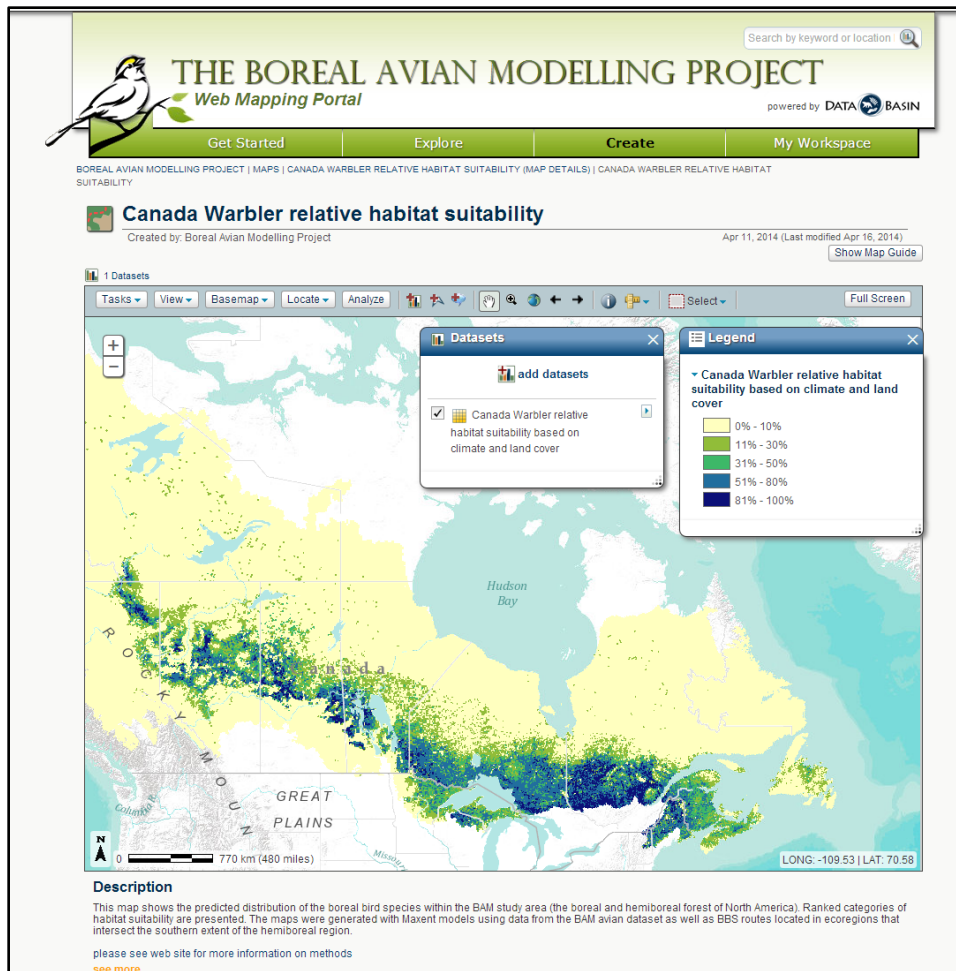 Search by keyword or location
THE BOREAL AVIAN MODELLING PROJECT
Web Mapping Portal
powered by DATA BASIN
Get Started
Explore
Create
My Workspace
BOREAL AVIAN MODELLING PROJECT | MAPS | CANADA WARBLER RELATIVE HABITAT SUITABILITY (MAP DETAILS) | CANADA WARBLER RELATIVE HABITAT
SUITABILITY
Canada Warbler relative habitat suitability
Created by: Boreal Avian Modelling Project
Apr 11, 2014 (Last modified Apr 16, 2014)
Show Map Guide
1 Datasets
Tasks
View
Basemap
Locate
Analyze
Select
Full Screen
+
−
Datasets
add datasets
Canada Warbler relative
habitat suitability based on
climate and land cover
Legend
Canada Warbler relative habitat
suitability based on climate and land
cover
0% - 10%
11% - 30%
31% - 50%
51% - 80%
81% - 100%
Hudson
Bay
Canada
ROCKY MOUN
GREAT
PLAINS
Columbia R.
Missouri
N
0
770 km (480 miles)
LONG: -109.53 | LAT: 70.58
Description
This map shows the predicted distribution of the boreal bird species within the BAM study area (the boreal and hemiboreal forest of North America). Ranked categories of
habitat suitability are presented. The maps were generated with Maxent models using data from the BAM avian dataset as well as BBS routes located in ecoregions that
intersect the southern extent of the hemiboreal region.
please see web site for more information on methods
see more